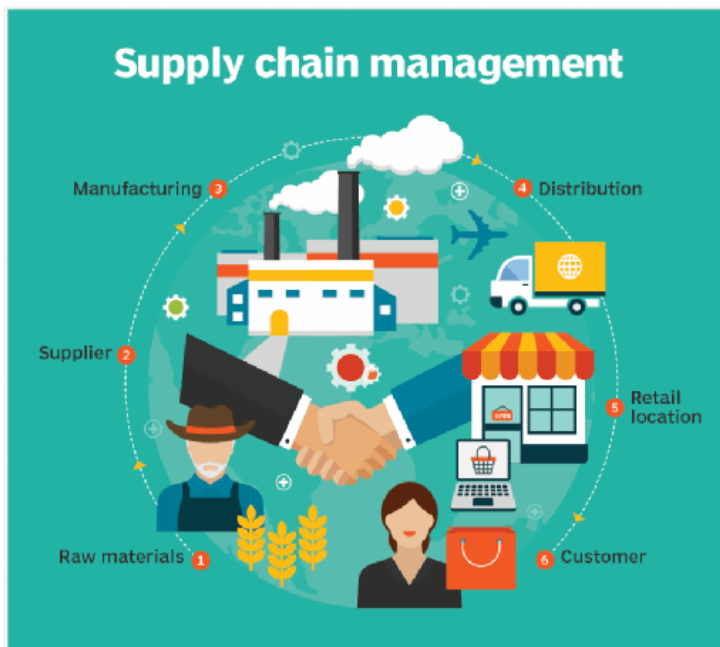 Supply chain management
Manufacturing 3
4 Distribution
Supplier 2
5 Retail
location
OPEN
Raw materials 1
6 Customer